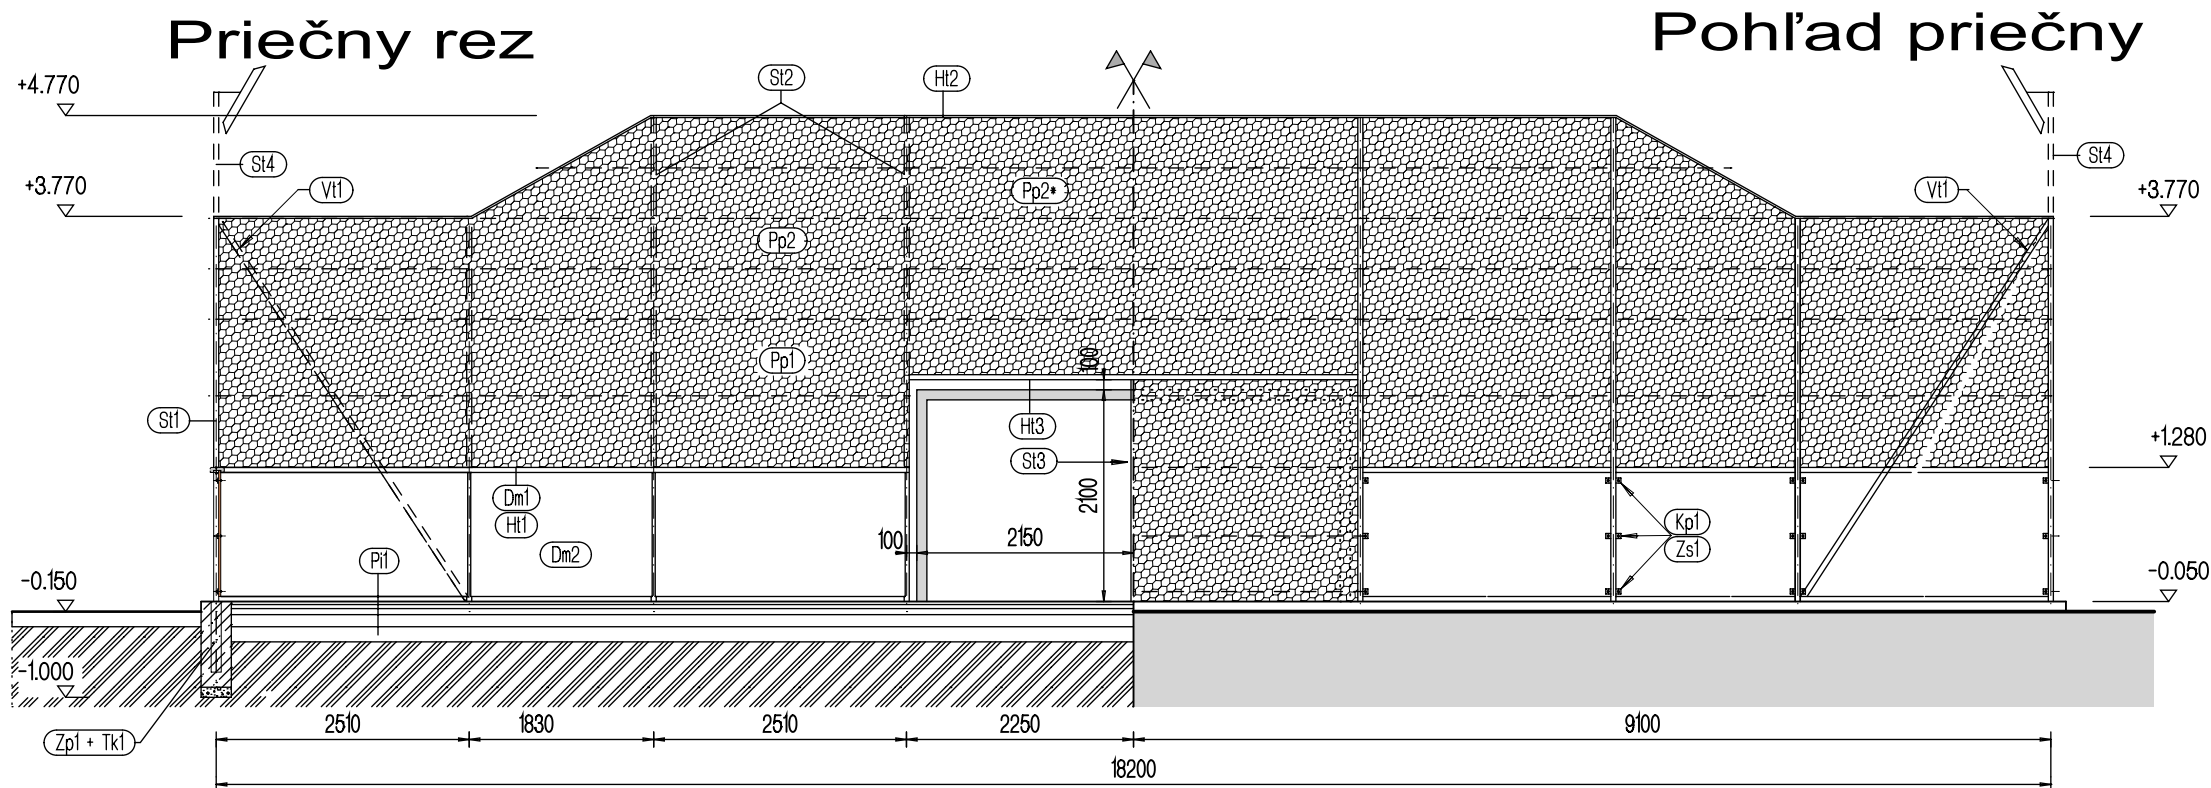 Priečny rez
Pohľad priečny
+4.770
St2
Ht2
St4
St4
+3.770
Vt1
Pp2*
Vt1
+3.770
Pp2
Pp1
100
St1
Ht3
+1.280
St3
Dm1
2100
Ht1
Kp1
100
2150
Dm2
Zs1
Pi1
-0.150
-0.050
-1.000
2510
1830
2510
2250
9100
Zp1 + Tk1
18200